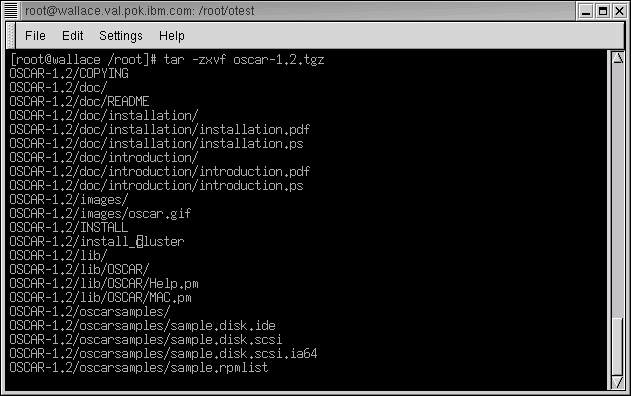 root@wallace.val.pok.ibm.com: /root/otest
File Edit Settings Help
[root@wallace /root]# tar -zxvf oscar-1.2.tgz
OSCAR-1.2/COPYING
OSCAR-1.2/doc/
OSCAR-1.2/doc/README
OSCAR-1.2/doc/installation/
OSCAR-1.2/doc/installation/installation.pdf
OSCAR-1.2/doc/installation/installation.ps
OSCAR-1.2/doc/introduction/
OSCAR-1.2/doc/introduction/introduction.pdf
OSCAR-1.2/doc/introduction/introduction.ps
OSCAR-1.2/images/
OSCAR-1.2/images/oscar.gif
OSCAR-1.2/INSTALL
OSCAR-1.2/install_cluster
OSCAR-1.2/lib/
OSCAR-1.2/lib/OSCAR/
OSCAR-1.2/lib/OSCAR/Help.pm
OSCAR-1.2/lib/OSCAR/MAC.pm
OSCAR-1.2/oscarsamples/
OSCAR-1.2/oscarsamples/sample.disk.ide
OSCAR-1.2/oscarsamples/sample.disk.scsi
OSCAR-1.2/oscarsamples/sample.disk.scsi.ia64
OSCAR-1.2/oscarsamples/sample.rpmlist